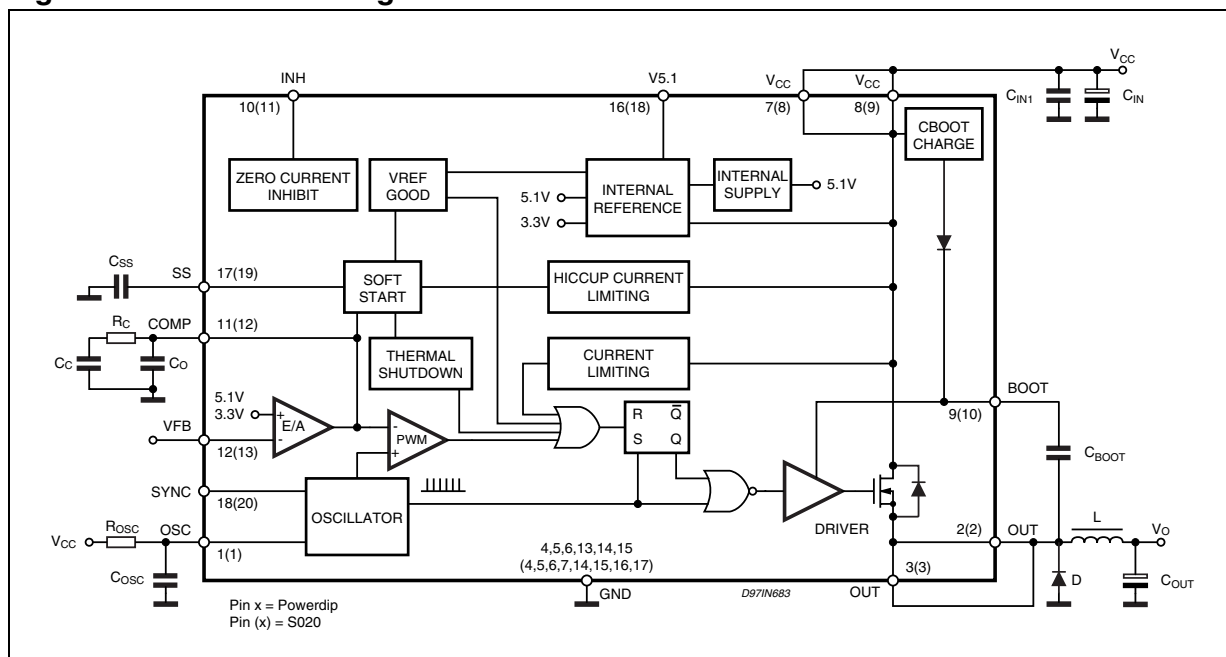 INH
10(11)
V5.1
16(18)
VCC
7(8)
VCC
8(9)
VCC
CIN1
CIN
CBOOT
CHARGE
ZERO CURRENT
INHIBIT
VREF
GOOD
5.1V
3.3V
INTERNAL
REFERENCE
INTERNAL
SUPPLY
5.1V
CSS
SS
17(19)
SOFT
START
HICCUP CURRENT
LIMITING
RC
COMP
11(12)
CC
CO
THERMAL
SHUTDOWN
CURRENT
LIMITING
5.1V
3.3V
+
E/A
-
VFB
12(13)
-
PWM
+
R
Q̅
S
Q
BOOT
9(10)
CBOOT
SYNC
18(20)
OSCILLATOR
DRIVER
VCC
ROSC
OSC
1(1)
COSC
4,5,6,13,14,15
(4,5,6,7,14,15,16,17)
GND
D97IN683
2(2)
OUT
L
VO
3(3)
OUT
D
COUT
Pin x = Powerdip
Pin (x) = S020